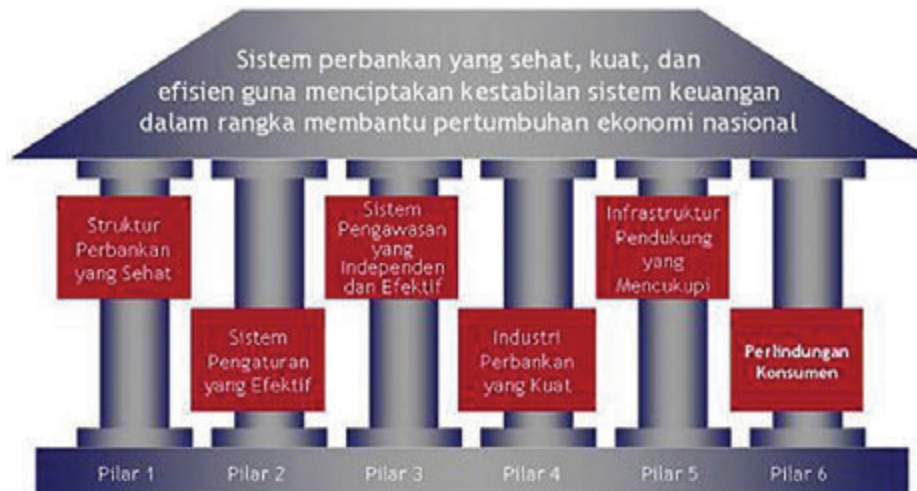 Sistem perbankan yang sehat, kuat, dan
efisien guna menciptakan kestabilan sistem keuangan
dalam rangka membantu pertumbuhan ekonomi nasional
Struktur
Perbankan
yang Sehat
Sistem
Pengaturan
yang Efektif
Sistem
Pengawasan
yang
Independen
dan Efektif
Industri
Perbankan
yang Kuat
Infrastruktur
Pendukung
yang
Mencukupi
Perlindungan
Konsumen
Pilar 1
Pilar 2
Pilar 3
Pilar 4
Pilar 5
Pilar 6